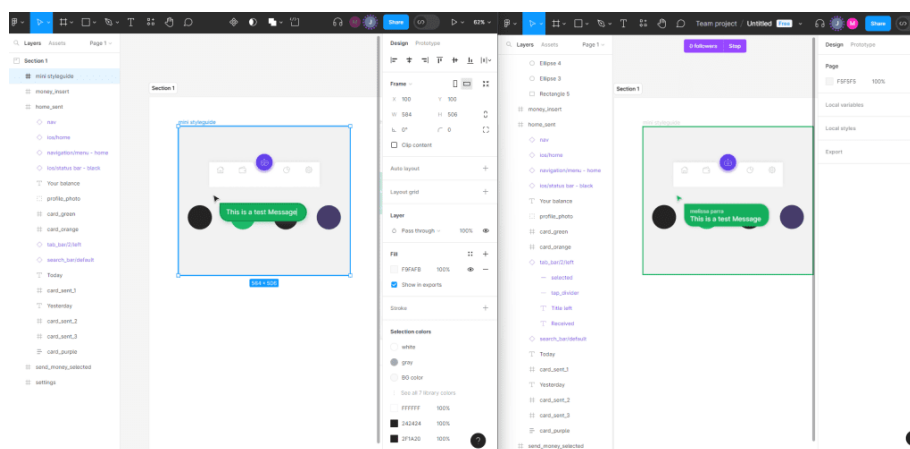 Share
62%
Layers
Assets
Page 1
Section 1
mini styleguide
money_insert
home_sent
nav
ios/home
navigation/menu - home
ios/status bar - black
Your balance
profile_photo
card_green
card_orange
tab_bar/2/left
search_bar/default
Today
card_sent_1
Yesterday
card_sent_2
card_sent_3
card_purple
send_money_selected
settings
Section 1
mini styleguide
This is a test Message
584 × 506
Design
Prototype
Frame
X 100
Y 100
W 584
H 506
0°
0
Clip content
Auto layout
Layout grid
Layer
Pass through
100%
Fill
F9FAFB
100%
Show in exports
Stroke
Selection colors
white
gray
BG color
See all 7 library colors
FFFFFF
100%
242424
100%
2F1A20
100%
?
Team project / Untitled
Free
Share
Layers
Assets
Page 1
Ellipse 4
Ellipse 3
Rectangle 5
money_insert
home_sent
nav
ios/home
navigation/menu - home
ios/status bar - black
Your balance
profile_photo
card_green
card_orange
tab_bar/2/left
selected
tap_divider
Title left
Received
search_bar/default
Today
card_sent_1
Yesterday
card_sent_2
card_sent_3
card_purple
send_money_selected
0 followers
Stop
Section 1
mini styleguide
melissa parra
This is a test Message
Design
Prototype
Page
F5F5F5
100%
Local variables
Local styles
Export